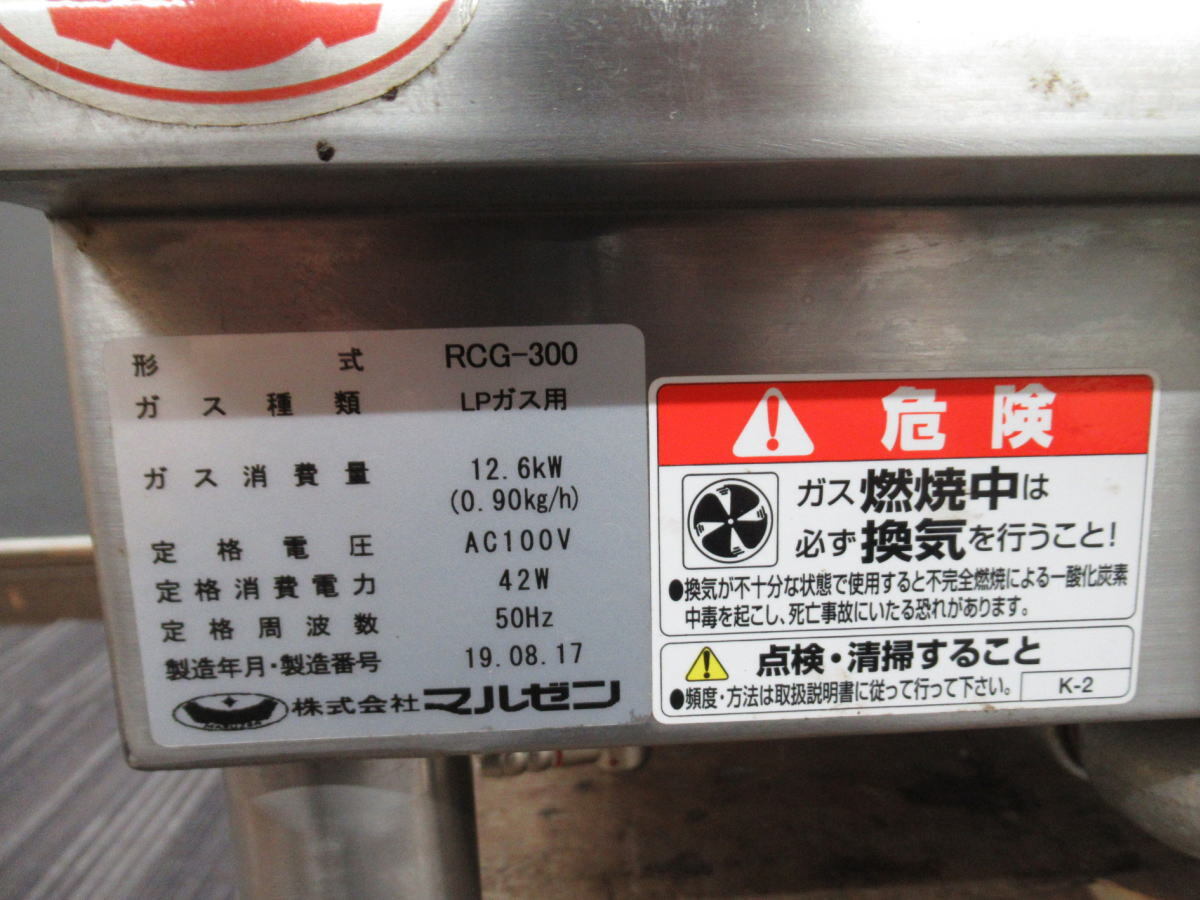 形式 RCG-300
ガス種類 LPガス用
ガス消費量 12.6kW
(0.90kg/h)
定格電圧 AC100V
定格消費電力 42W
定格周波数 50Hz
製造年月・製造番号 19.08.17
MARUZEN
株式会社マルゼン
危険
ガス燃焼中は
必ず換気を行うこと!
●換気が不十分な状態で使用すると不完全燃焼による一酸化炭素
中毒を起こし、死亡事故にいたる恐れがあります。
点検・清掃すること
●頻度・方法は取扱説明書に従って行って下さい。
K-2